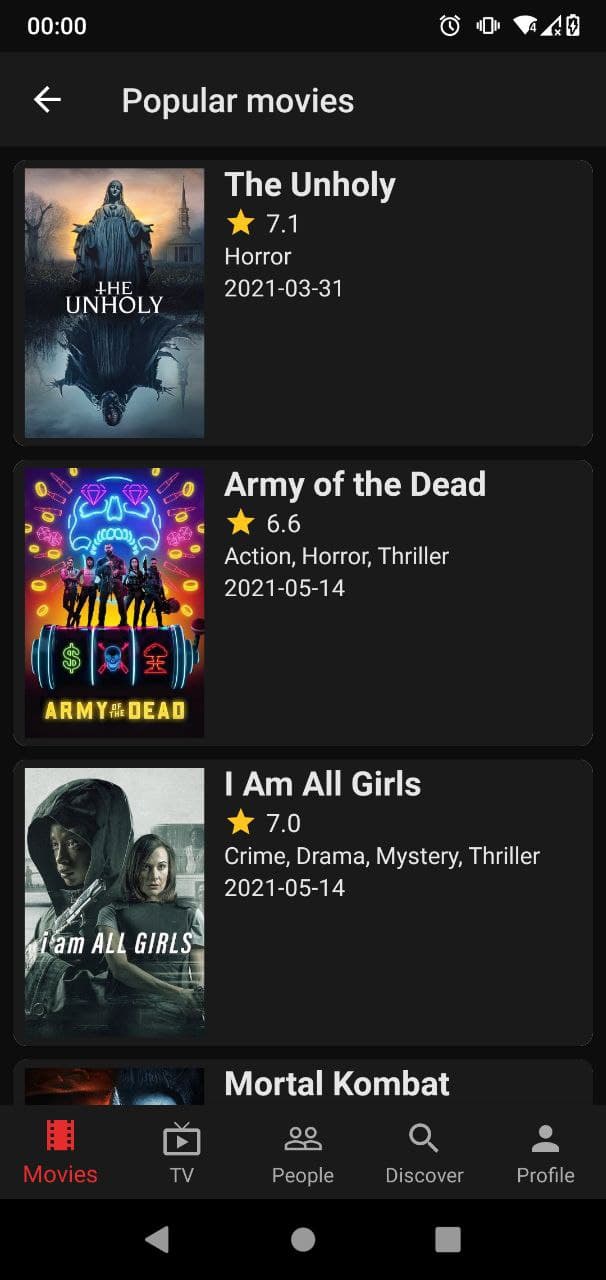 00:00
4
Popular movies
THE
UNHOLY
The Unholy
7.1
Horror
2021-03-31
$
ARMY OF THE DEAD
Army of the Dead
6.6
Action, Horror, Thriller
2021-05-14
i am ALL GIRLS
I Am All Girls
7.0
Crime, Drama, Mystery, Thriller
2021-05-14
Mortal Kombat
Movies
TV
People
Discover
Profile